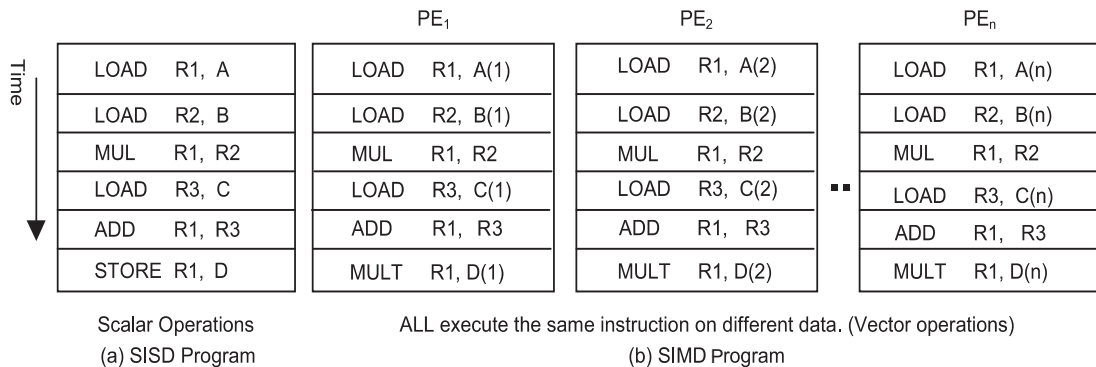 PE1 PE2 PEn
Time
LOAD R1, A
LOAD R2, B
MUL R1, R2
LOAD R3, C
ADD R1, R3
STORE R1, D
LOAD R1, A(1)
LOAD R2, B(1)
MUL R1, R2
LOAD R3, C(1)
ADD R1, R3
MULT R1, D(1)
LOAD R1, A(2)
LOAD R2, B(2)
MUL R1, R2
LOAD R3, C(2)
ADD R1, R3
MULT R1, D(2)
LOAD R1, A(n)
LOAD R2, B(n)
MUL R1, R2
LOAD R3, C(n)
ADD R1, R3
MULT R1, D(n)
Scalar Operations
(a) SISD Program
ALL execute the same instruction on different data. (Vector operations)
(b) SIMD Program